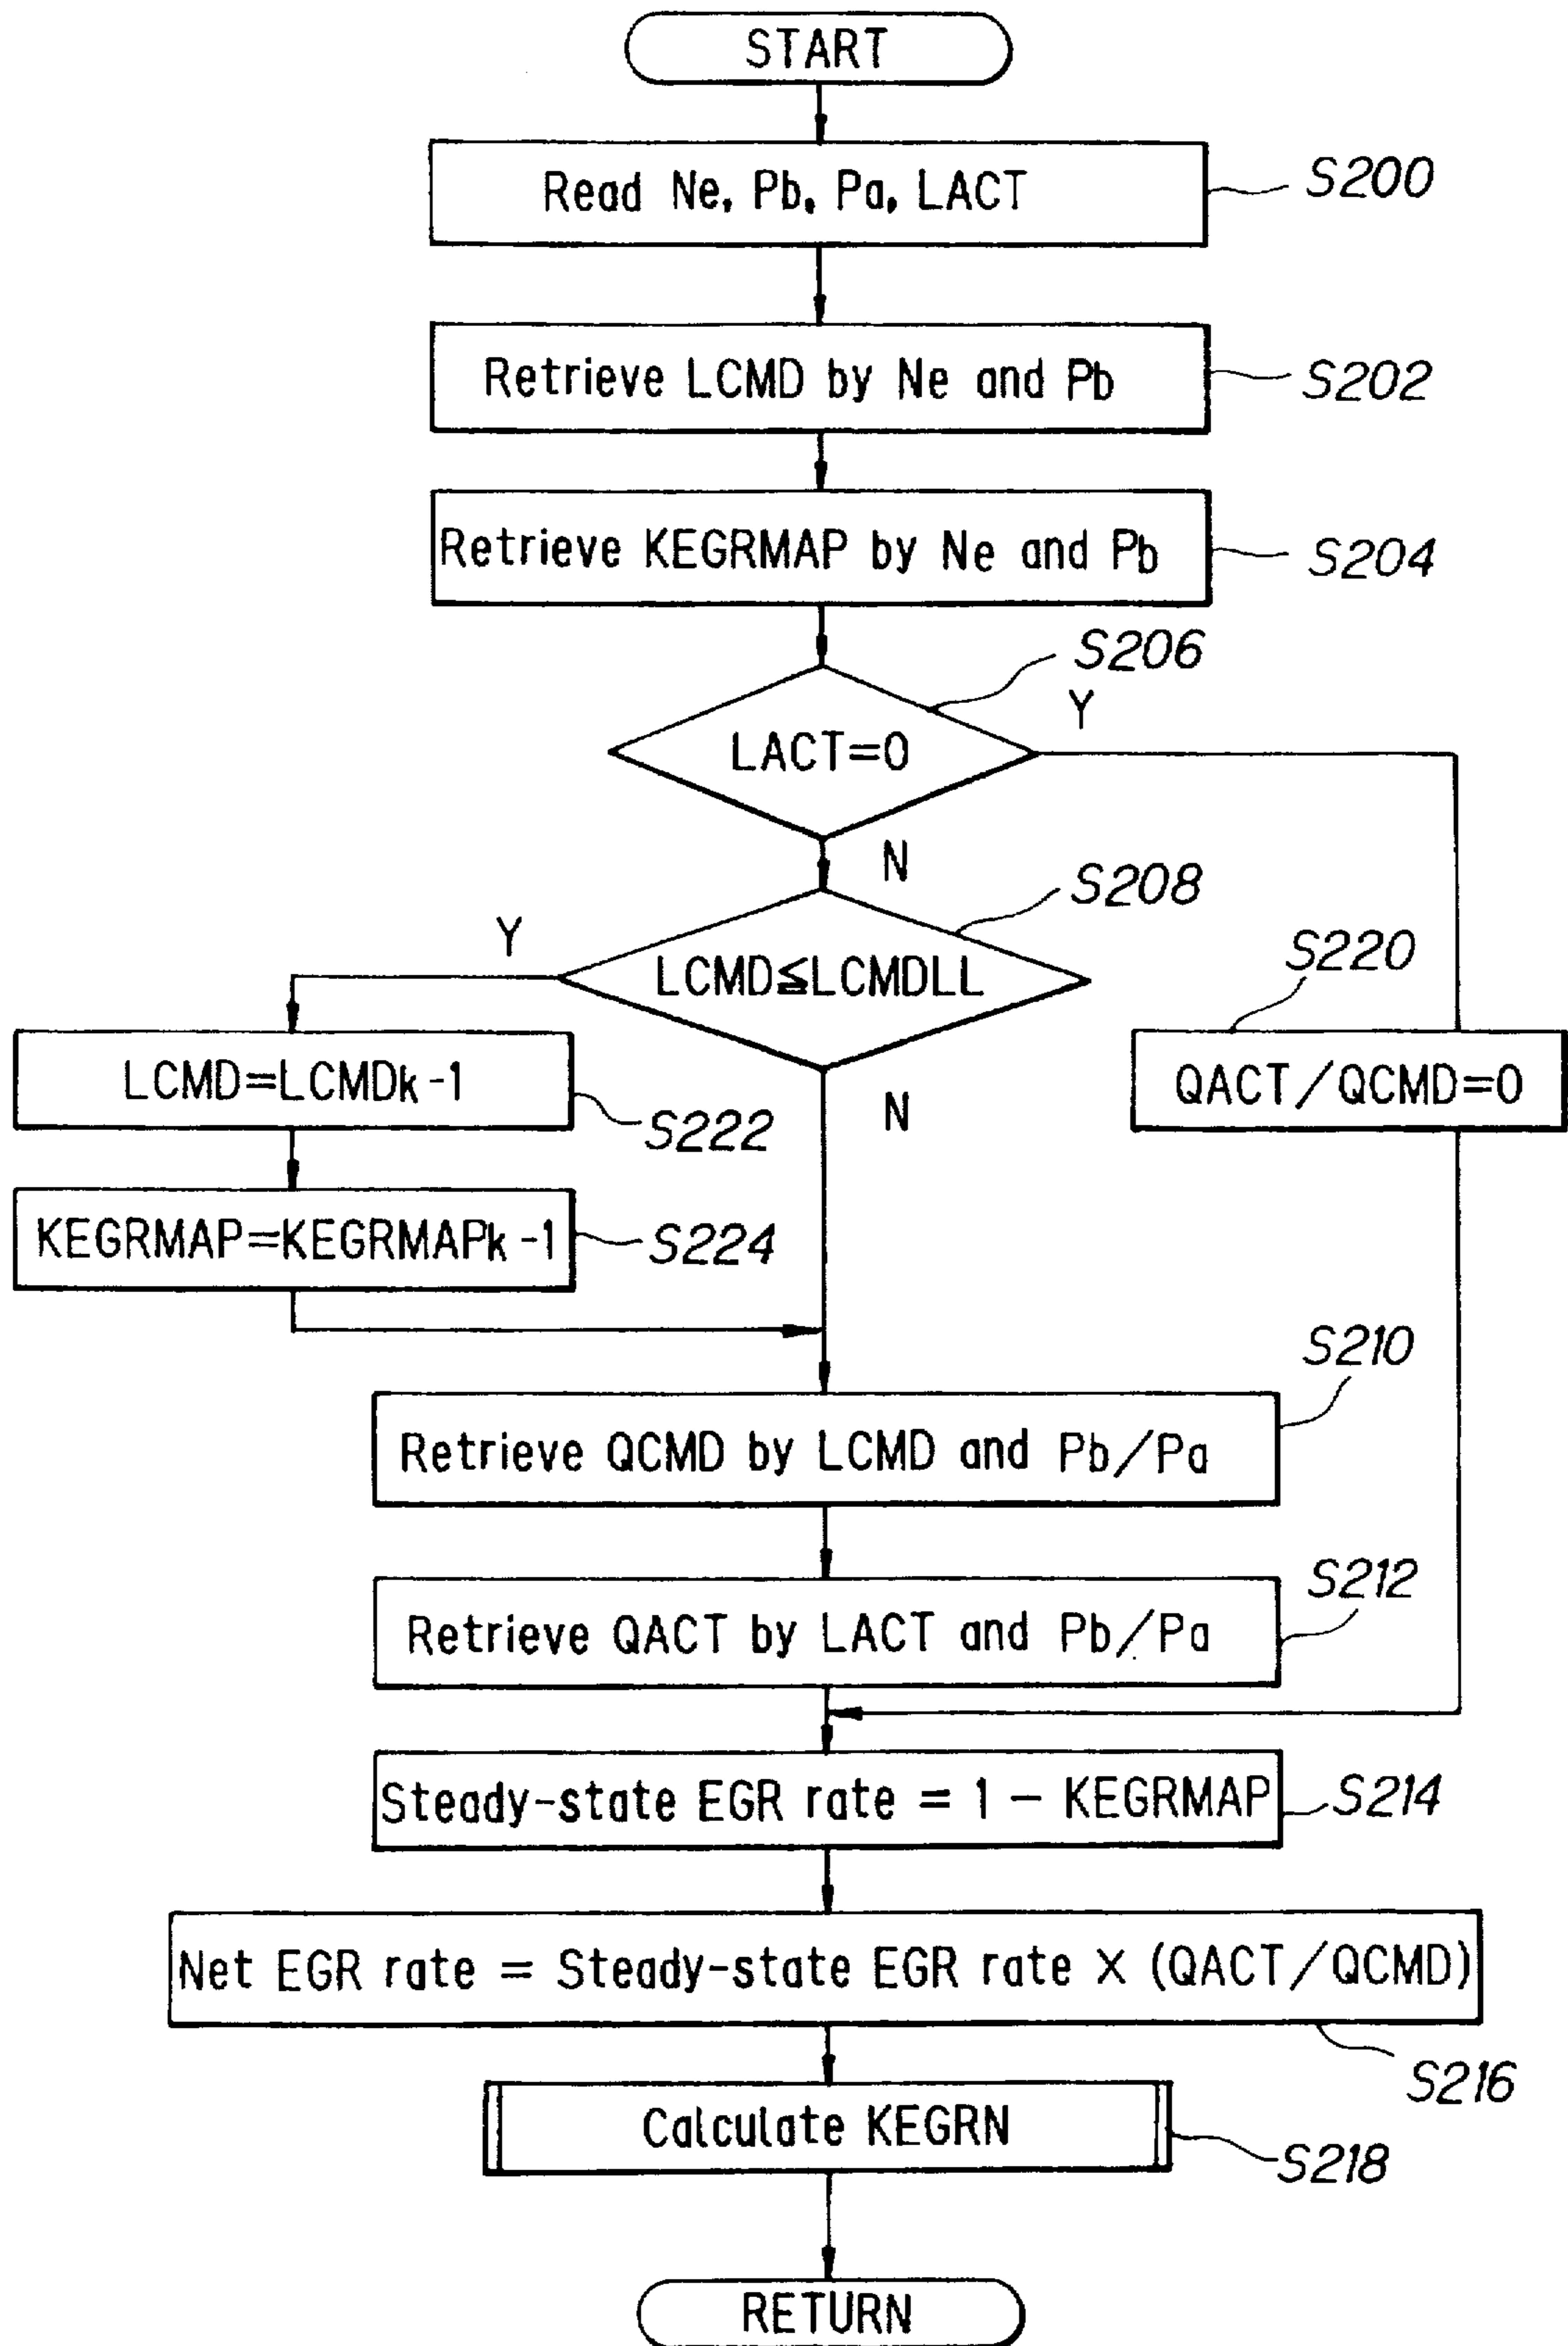 START
Read Ne, Pb, Pa, LACT
S200
Retrieve LCMD by Ne and Pb
S202
Retrieve KEGRMAP by Ne and Pb
S204
S206
Y
LACT=0
N
S208
Y
LCMD≦LCMDLL
S220
LCMD=LCMDk-1
QACT/QCMD=0
N
S222
KEGRMAP=KEGRMAPk-1
S224
S210
Retrieve QCMD by LCMD and Pb/Pa
S212
Retrieve QACT by LACT and Pb/Pa
Steady-state EGR rate = 1 - KEGRMAP
S214
Net EGR rate = Steady-state EGR rate × (QACT/QCMD)
S216
Calculate KEGRN
S218
RETURN